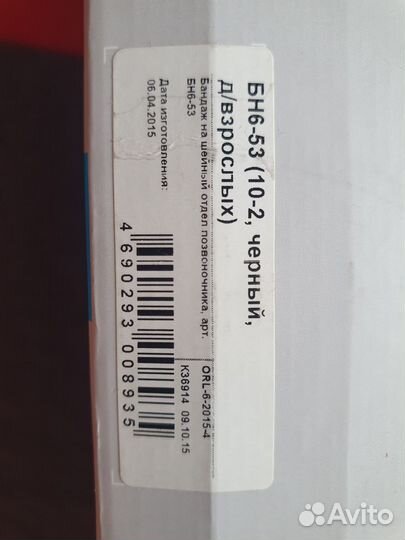 БН6-53 (10-2, черный,
д/взрослых)
Бандаж на шейный отдел позвоночника, арт.
БН6-53
Дата изготовления:
06.04.2015
ORL-6-2015-4
К36914 09.10.15
4 690293 008935
Avito